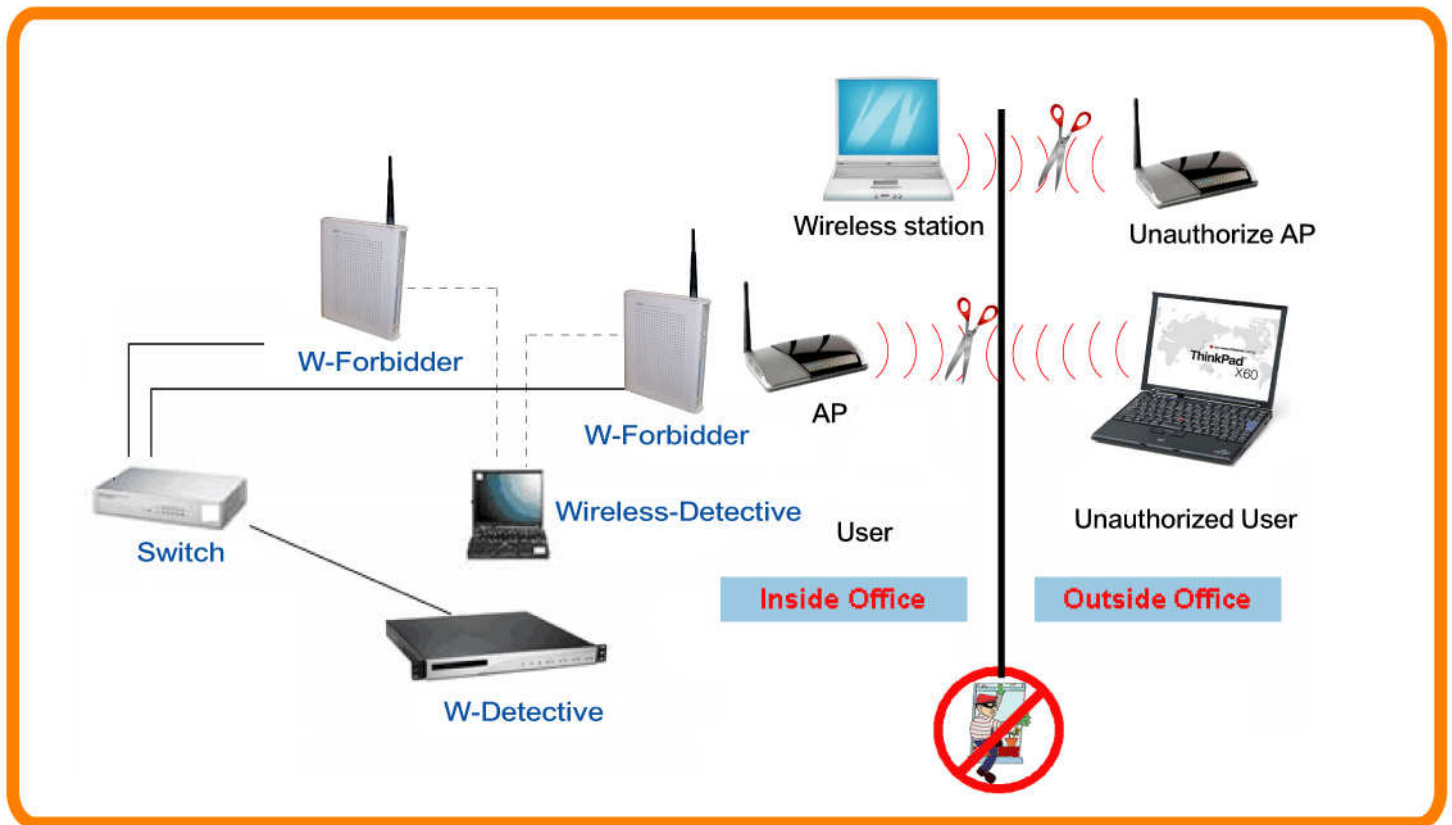 Wireless station
Unauthorize AP
W-Forbidder
ThinkPad
X60
AP
W-Forbidder
Wireless-Detective
User
Unauthorized User
Switch
Inside Office
Outside Office
W-Detective